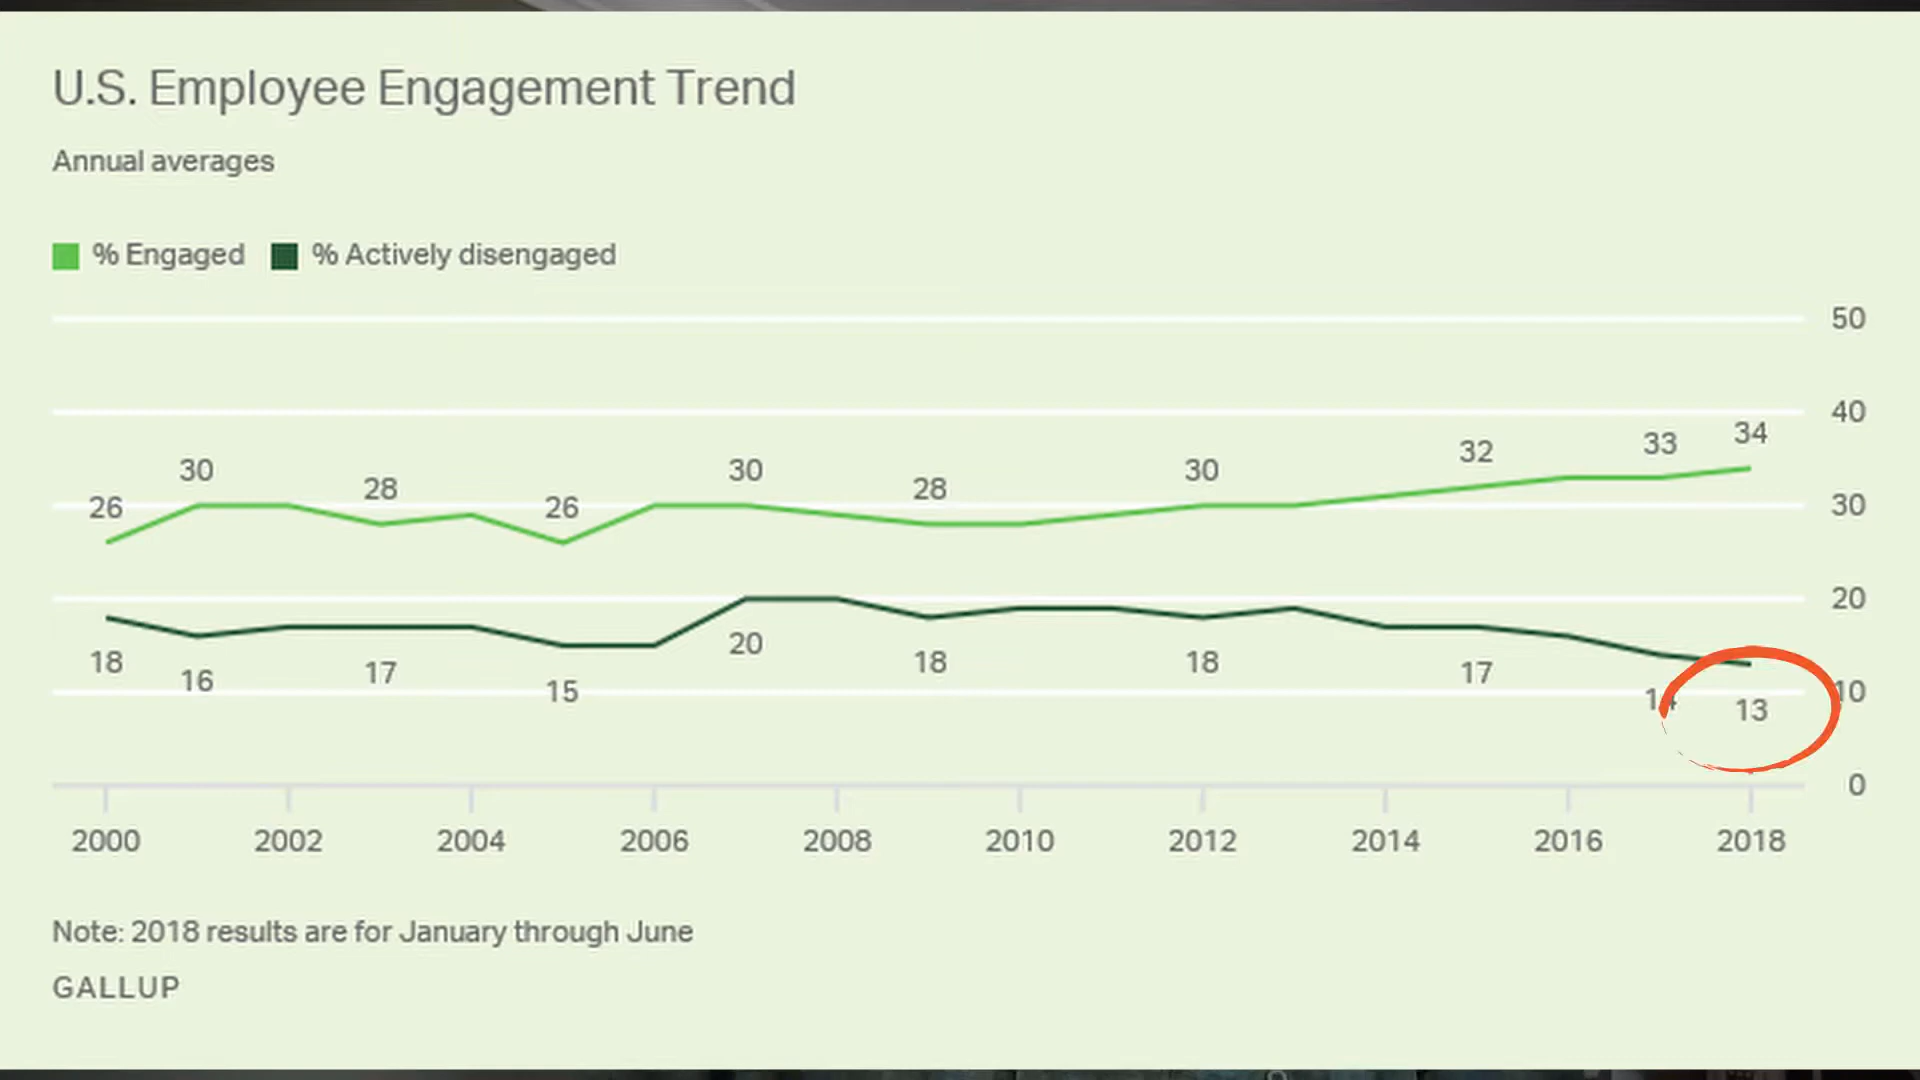 U.S. Employee Engagement Trend
Annual averages
% Engaged % Actively disengaged
50
40
34
33
32
30 28 30 28 30
26 26 30
20
18 16 17 15 20 18 18 17 14 13 10
0
2000 2002 2004 2006 2008 2010 2012 2014 2016 2018
Note: 2018 results are for January through June
GALLUP